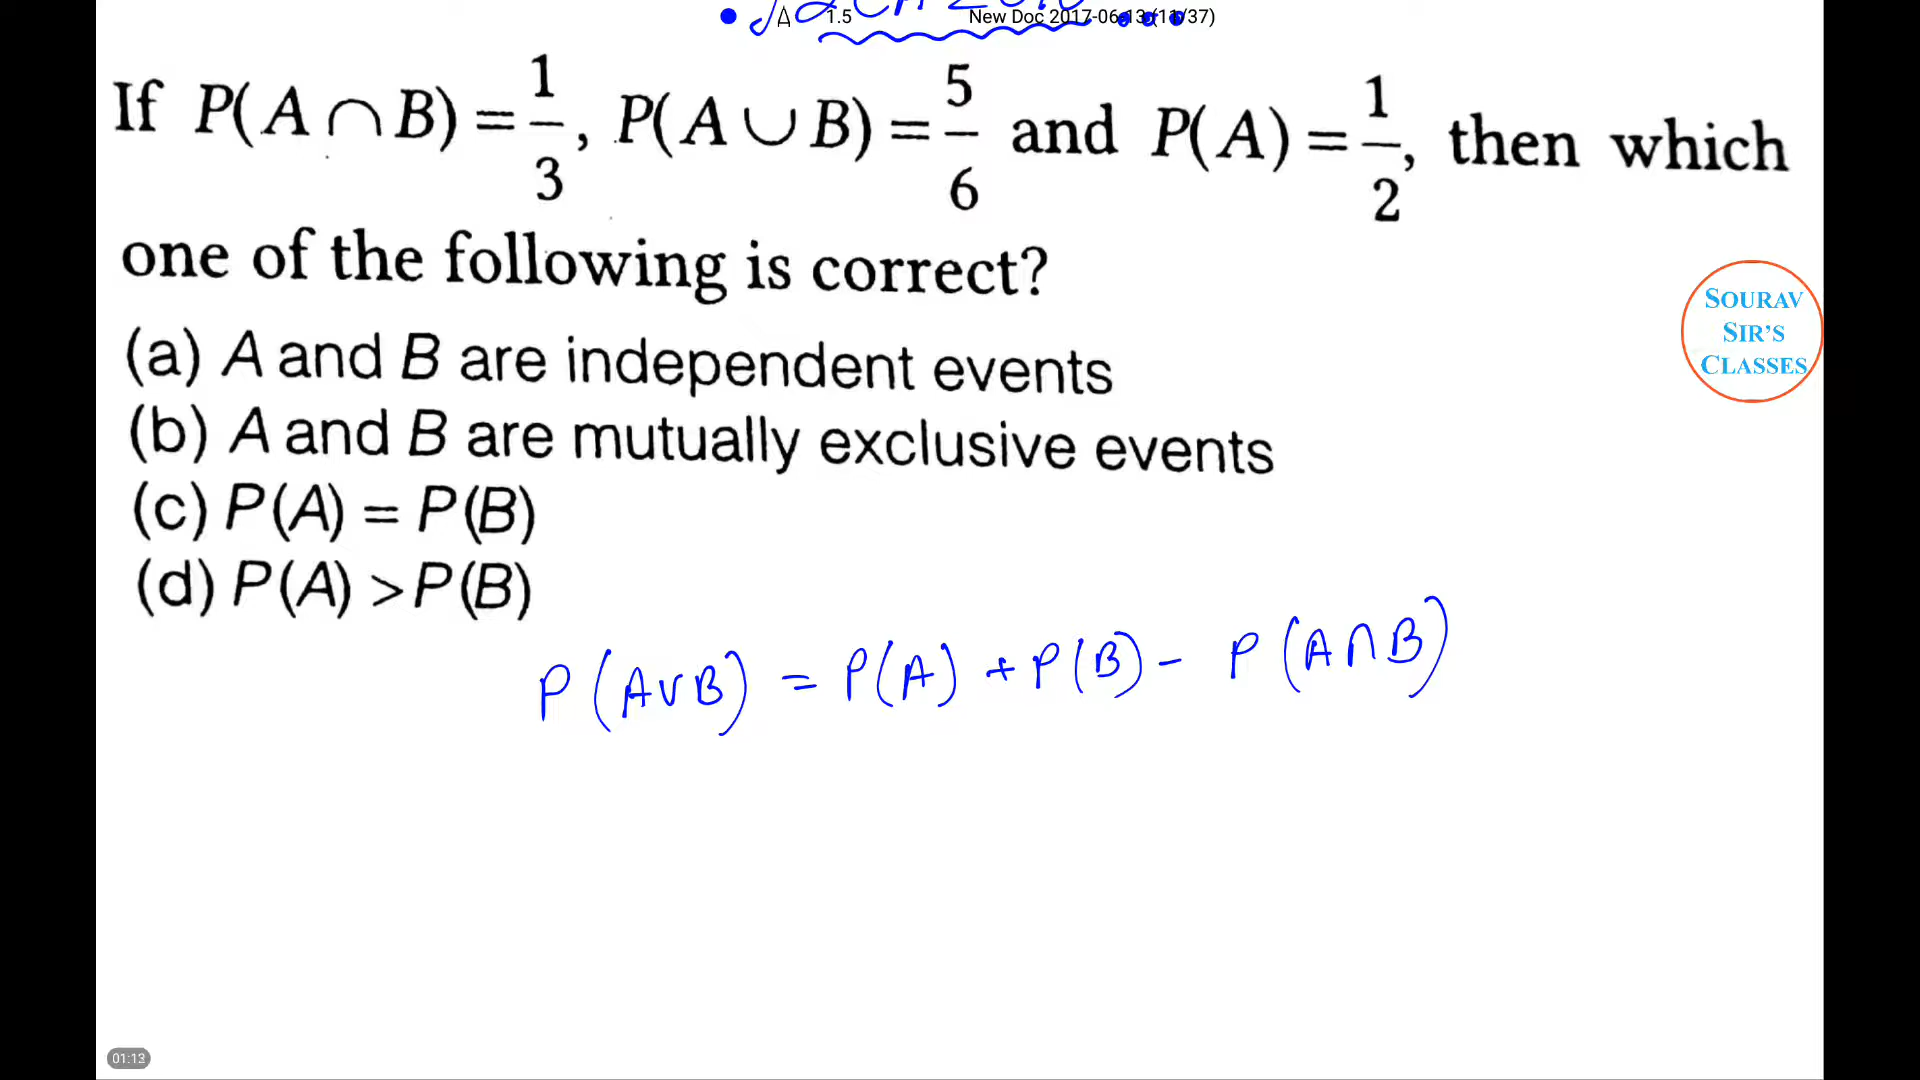 1.5 New Doc 2017-06-13 (11/37)
If P(A ∩ B) = 1/3, P(A ∪ B) = 5/6 and P(A) = 1/2, then which
one of the following is correct?
SOURAV
SIR'S
CLASSES
(a) A and B are independent events
(b) A and B are mutually exclusive events
(c) P(A) = P(B)
(d) P(A) > P(B)
P(A∪B) = P(A) + P(B) - P(A∩B)
01:13